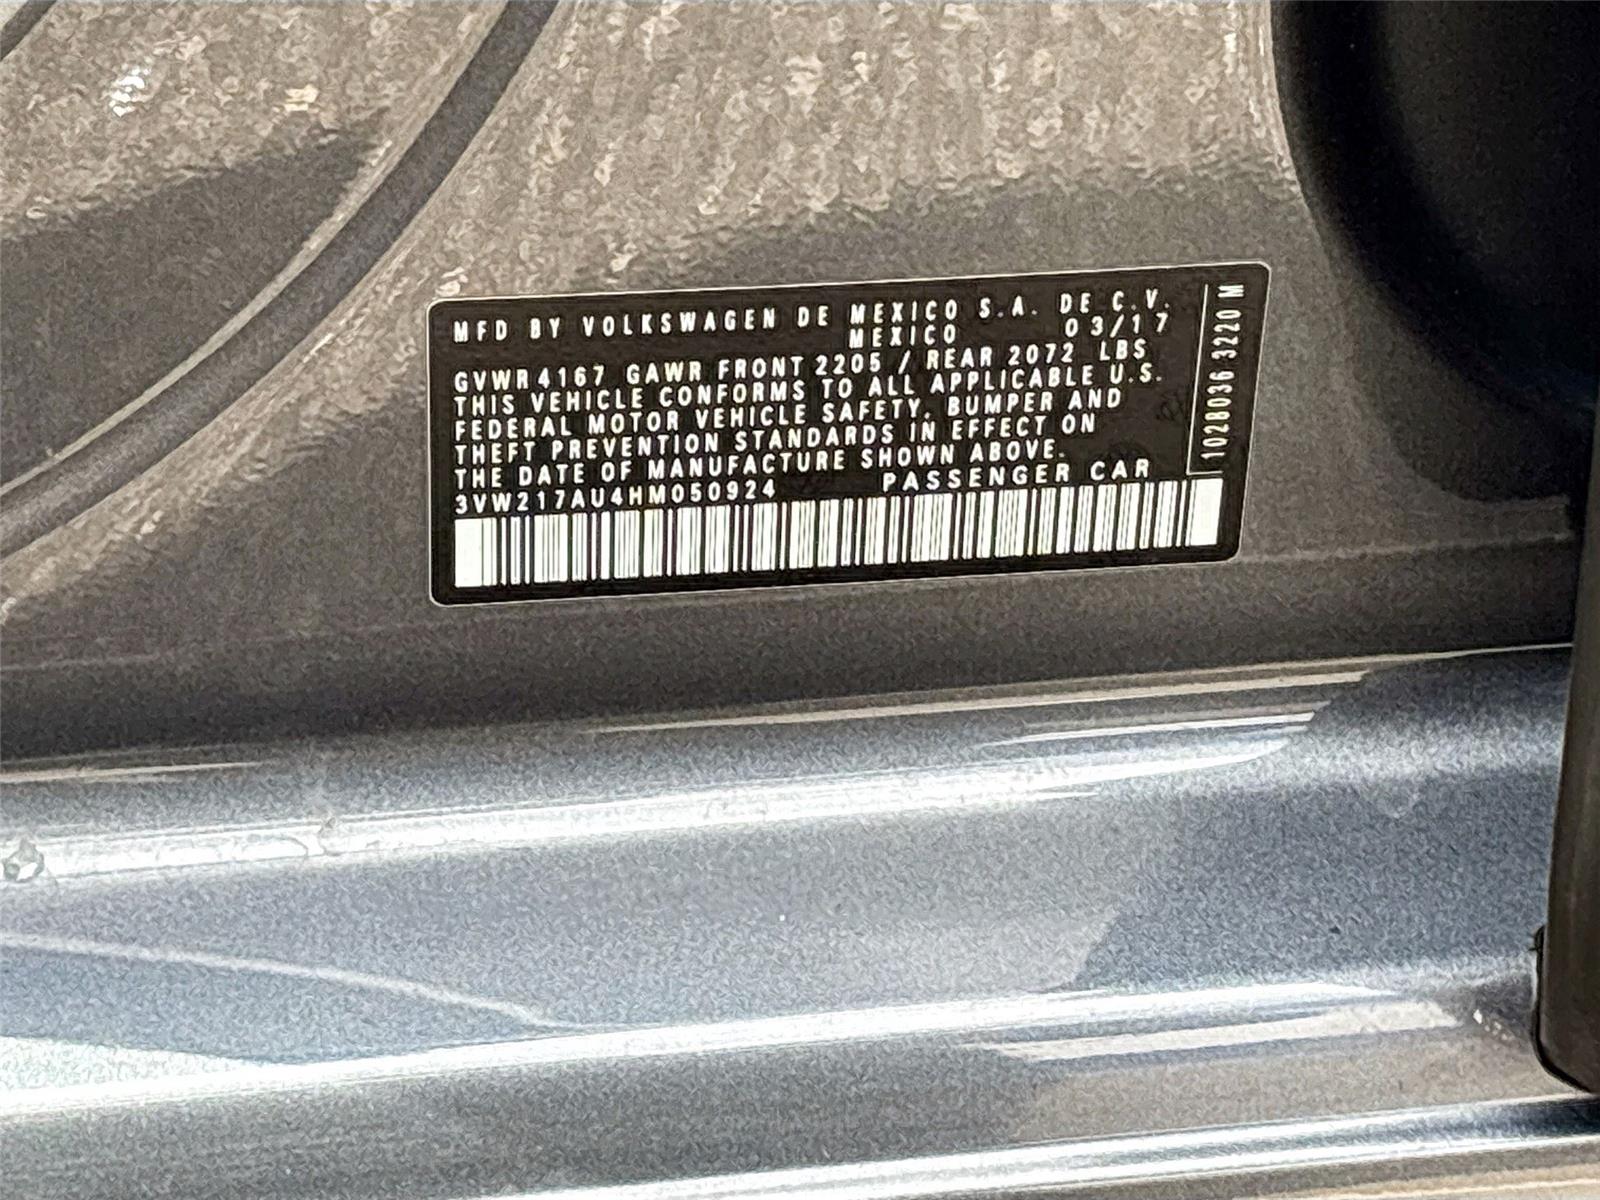 MFD BY VOLKSWAGEN DE MEXICO S.A. DE C.V.
MEXICO 03/17
GVWR 4167 GAWR FRONT 2205 / REAR 2072 LBS
THIS VEHICLE CONFORMS TO ALL APPLICABLE U.S.
FEDERAL MOTOR VEHICLE SAFETY, BUMPER AND
THEFT PREVENTION STANDARDS IN EFFECT ON
THE DATE OF MANUFACTURE SHOWN ABOVE.
3VW217AU4HM050924 PASSENGER CAR
1028036 3220 M